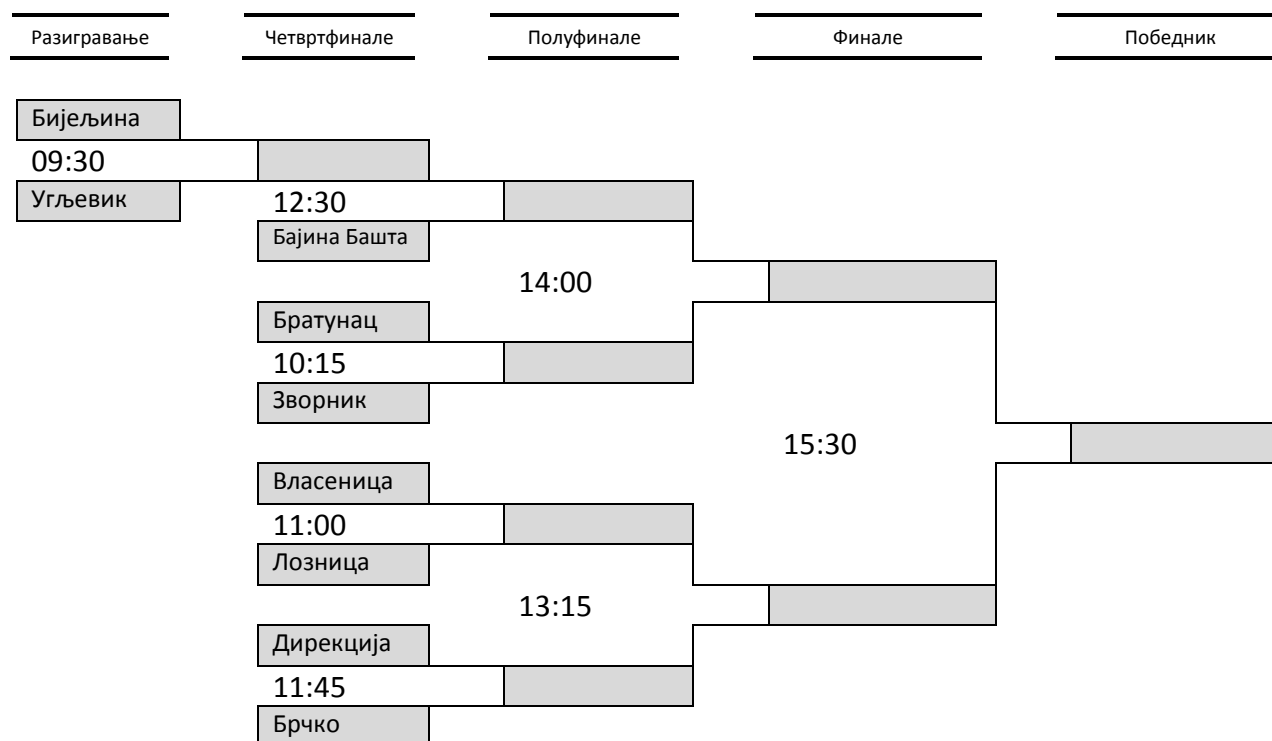 Разигравање
Четвртфинале
Полуфинале
Финале
Победник
Бијељина
09:30
Угљевик
12:30
Бајина Башта
14:00
Братунац
10:15
Зворник
15:30
Власеница
11:00
Лозница
13:15
Дирекција
11:45
Брчко